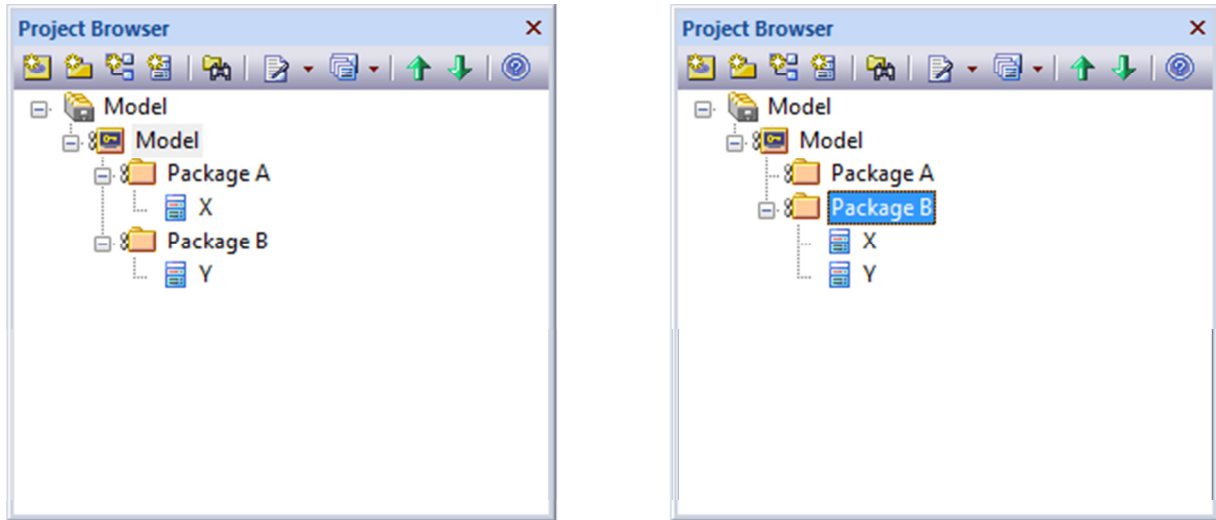 Project Browser
Model
Model
Package A
X
Package B
Y
Project Browser
Model
Model
Package A
Package B
X
Y